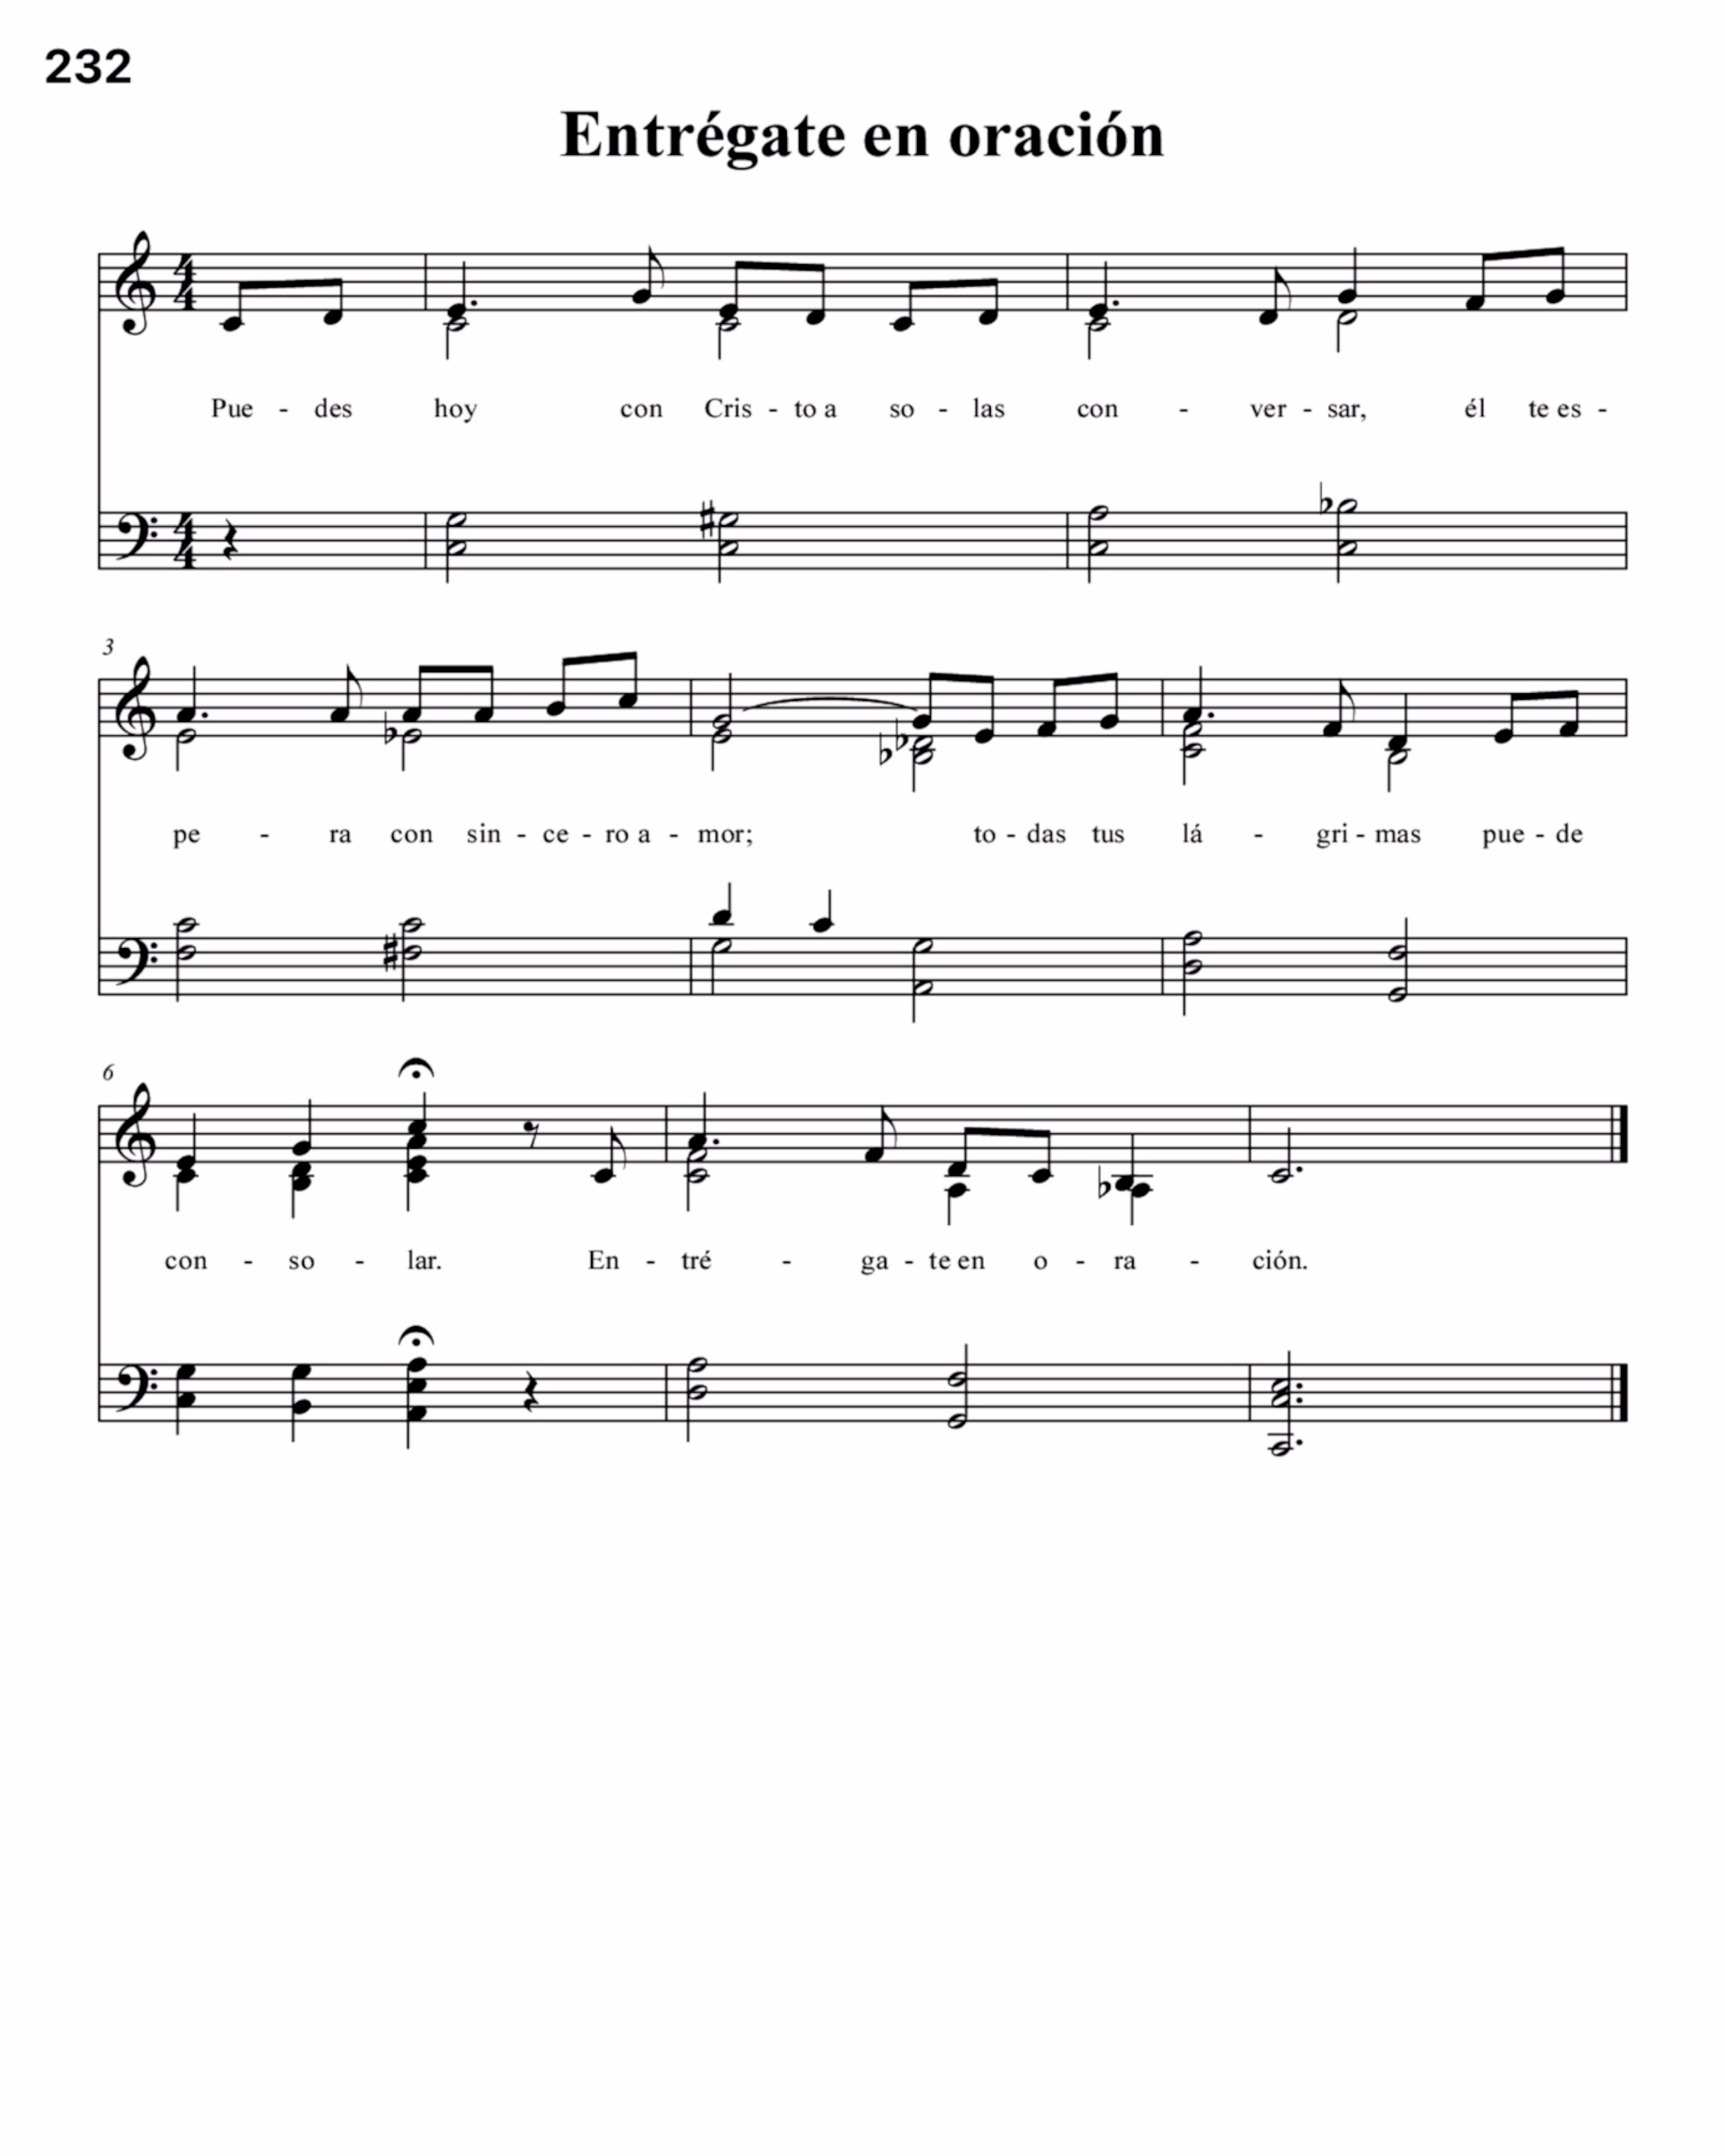 232
Entrégate en oración
Pue - des hoy con Cris - to a so - las con - ver - sar, él te es -
3
pe - ra con sin - ce - ro a - mor; to - das tus lá - gri - mas pue - de
6
con - so - lar. En - tré - ga - te en o - ra - ción.